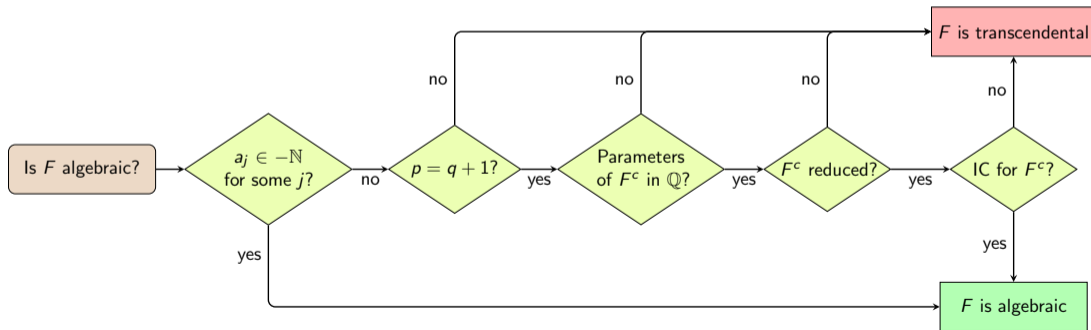 F is transcendental
no
no
no
no
Is F algebraic?
a_j ∈ −ℕ
for some j?
no
p = q + 1?
yes
Parameters
of F^c in ℚ?
yes
F^c reduced?
yes
IC for F^c?
yes
yes
F is algebraic